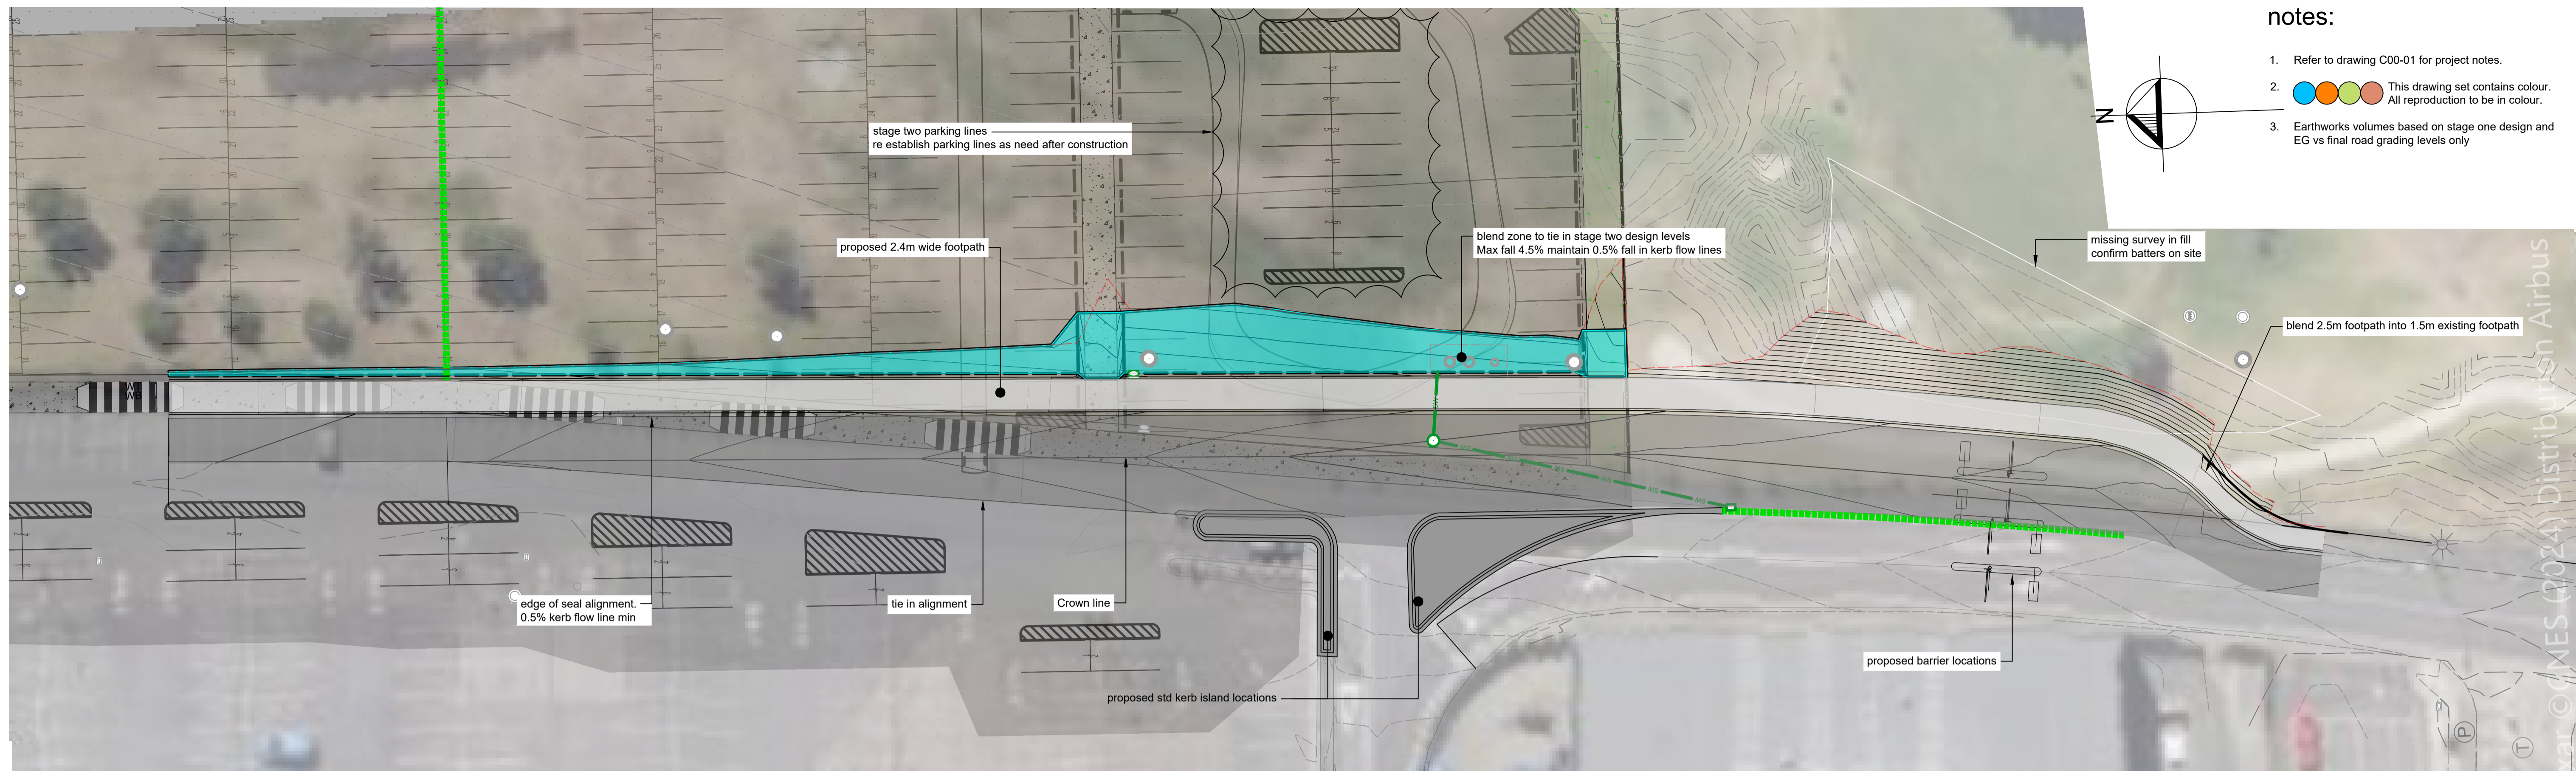 notes:
1. Refer to drawing C00-01 for project notes.
2. This drawing set contains colour.
All reproduction to be in colour.
3. Earthworks volumes based on stage one design and
EG vs final road grading levels only
N
stage two parking lines
re establish parking lines as need after construction
proposed 2.4m wide footpath
blend zone to tie in stage two design levels
Max fall 4.5% maintain 0.5% fall in kerb flow lines
missing survey in fill
confirm batters on site
blend 2.5m footpath into 1.5m existing footpath
edge of seal alignment.
0.5% kerb flow line min
tie in alignment
Crown line
proposed std kerb island locations
proposed barrier locations
xar ©CNES (2024) Distribution Airbus
P
T